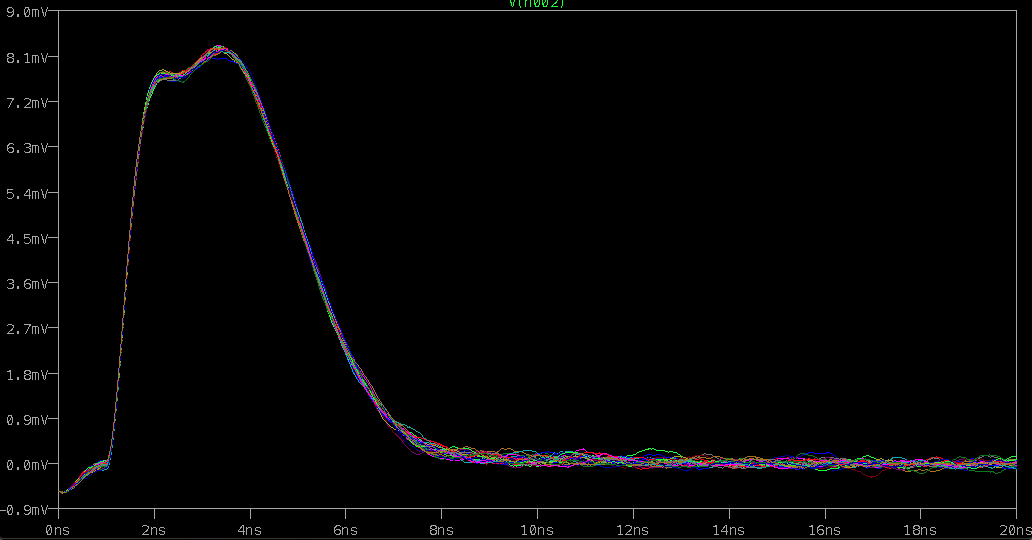 V(n002)
9.0mV
8.1mV
7.2mV
6.3mV
5.4mV
4.5mV
3.6mV
2.7mV
1.8mV
0.9mV
0.0mV
-0.9mV
0ns 2ns 4ns 6ns 8ns 10ns 12ns 14ns 16ns 18ns 20ns